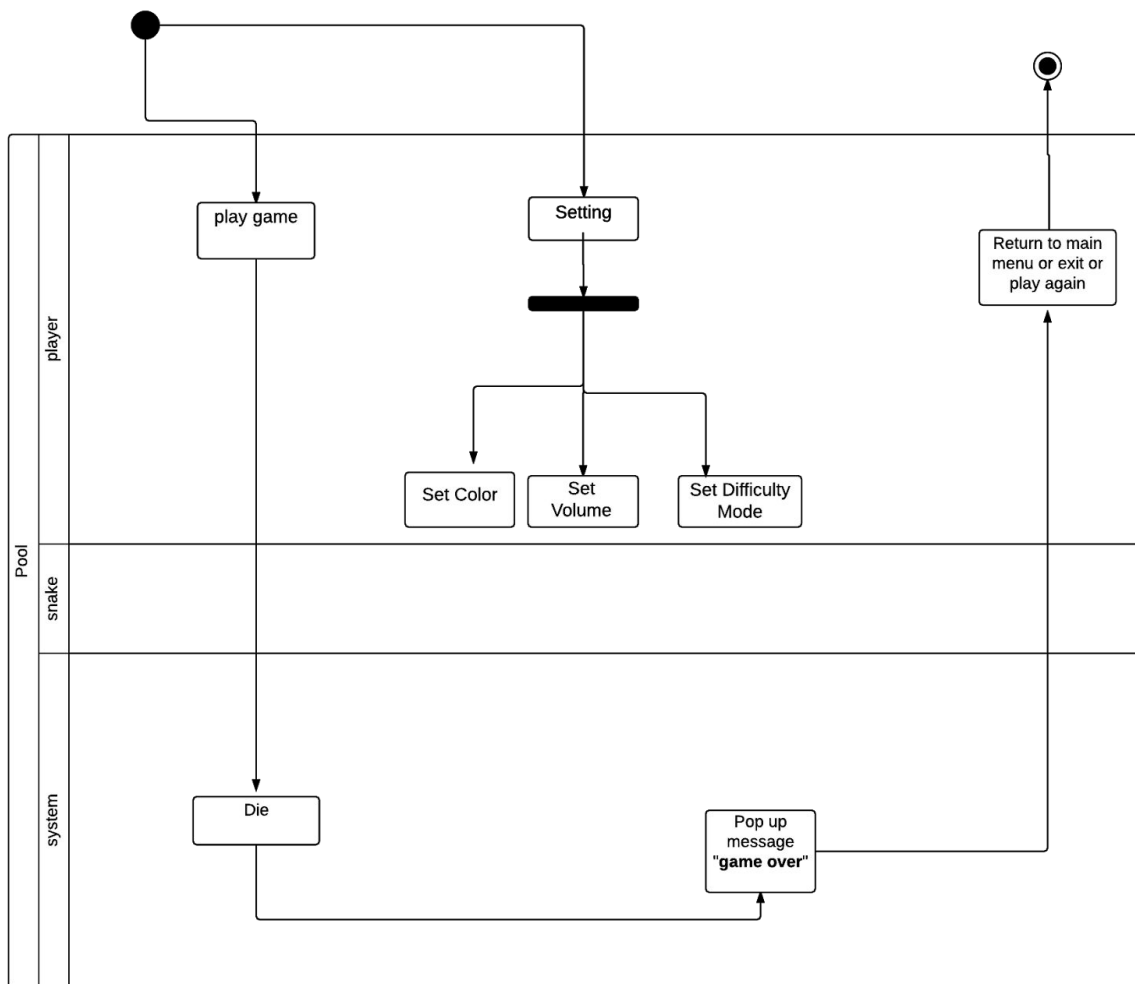 play game
Setting
Return to main
menu or exit or
play again
player
Set Color
Set
Volume
Set Difficulty
Mode
Pool
snake
system
Die
Pop up
message
"game over"